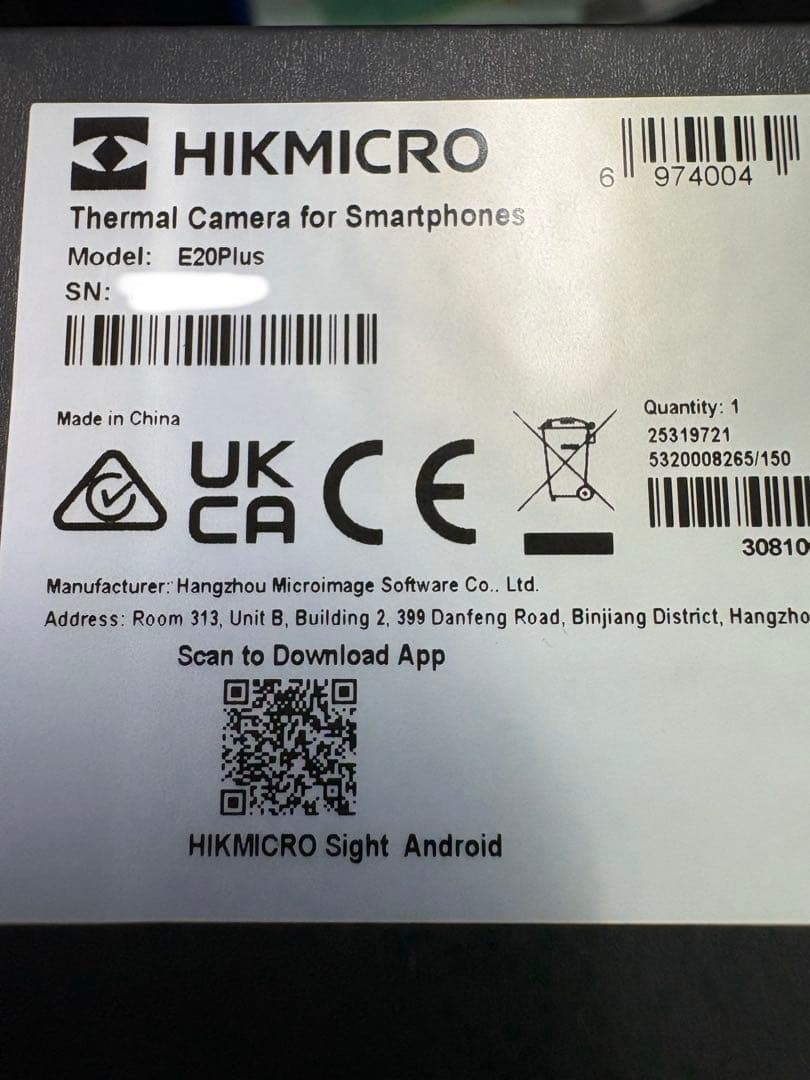 HIKMICRO
6 974004
Thermal Camera for Smartphones
Model: E20Plus
SN:
Made in China
UK
CA
CE
Quantity: 1
25319721
5320008265/150
30810
Manufacturer: Hangzhou Microimage Software Co.. Ltd.
Address: Room 313, Unit B, Building 2, 399 Danfeng Road, Binjiang District, Hangzho
Scan to Download App
HIKMICRO Sight Android